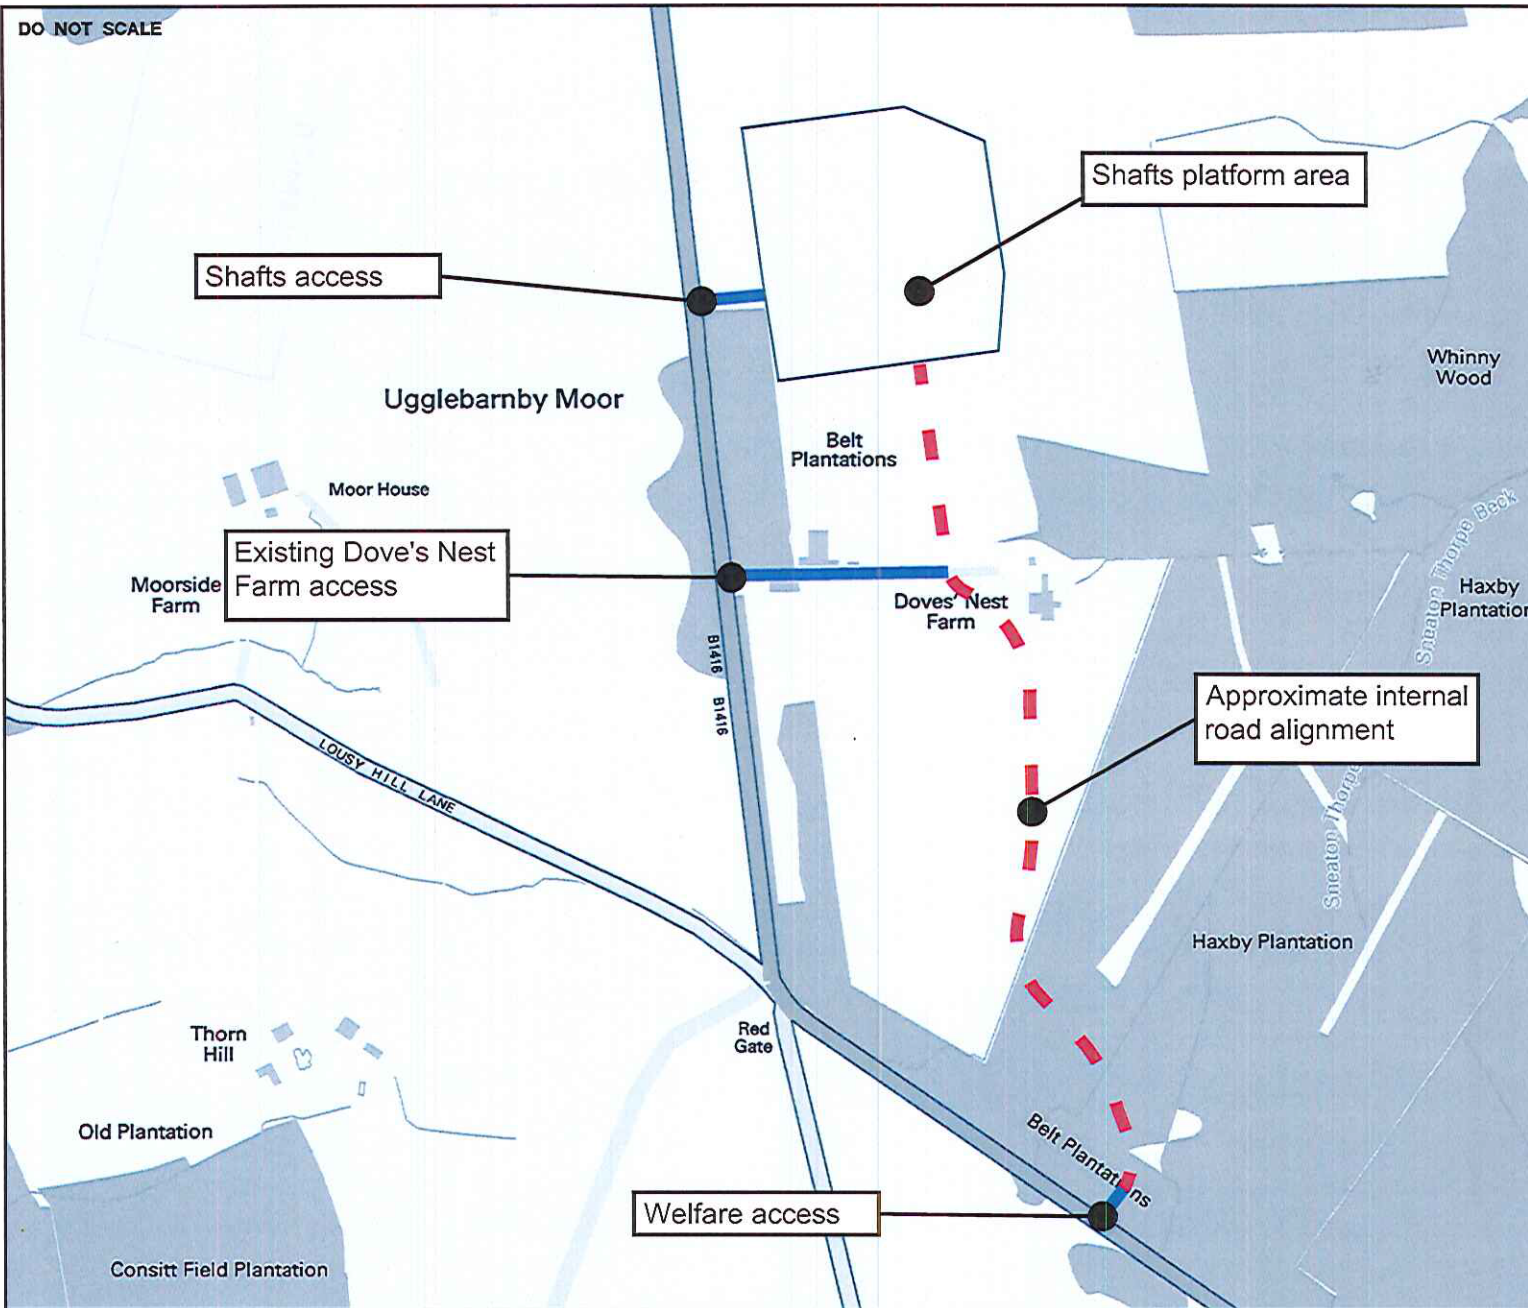 DO NOT SCALE
Shafts platform area
Shafts access
Whinny
Wood
Ugglebarnby Moor
Belt
Plantations
Moor House
Existing Dove's Nest
Farm access
Moorside
Farm
Doves' Nest
Farm
Sneaton Thorpe Beck
Haxby
Plantation
B1416
B1416
Approximate internal
road alignment
LOUSY HILL LANE
Sneaton Thorpe
Haxby Plantation
Red
Gate
Thorn
Hill
Old Plantation
Belt Plantations
Welfare access
Consitt Field Plantation